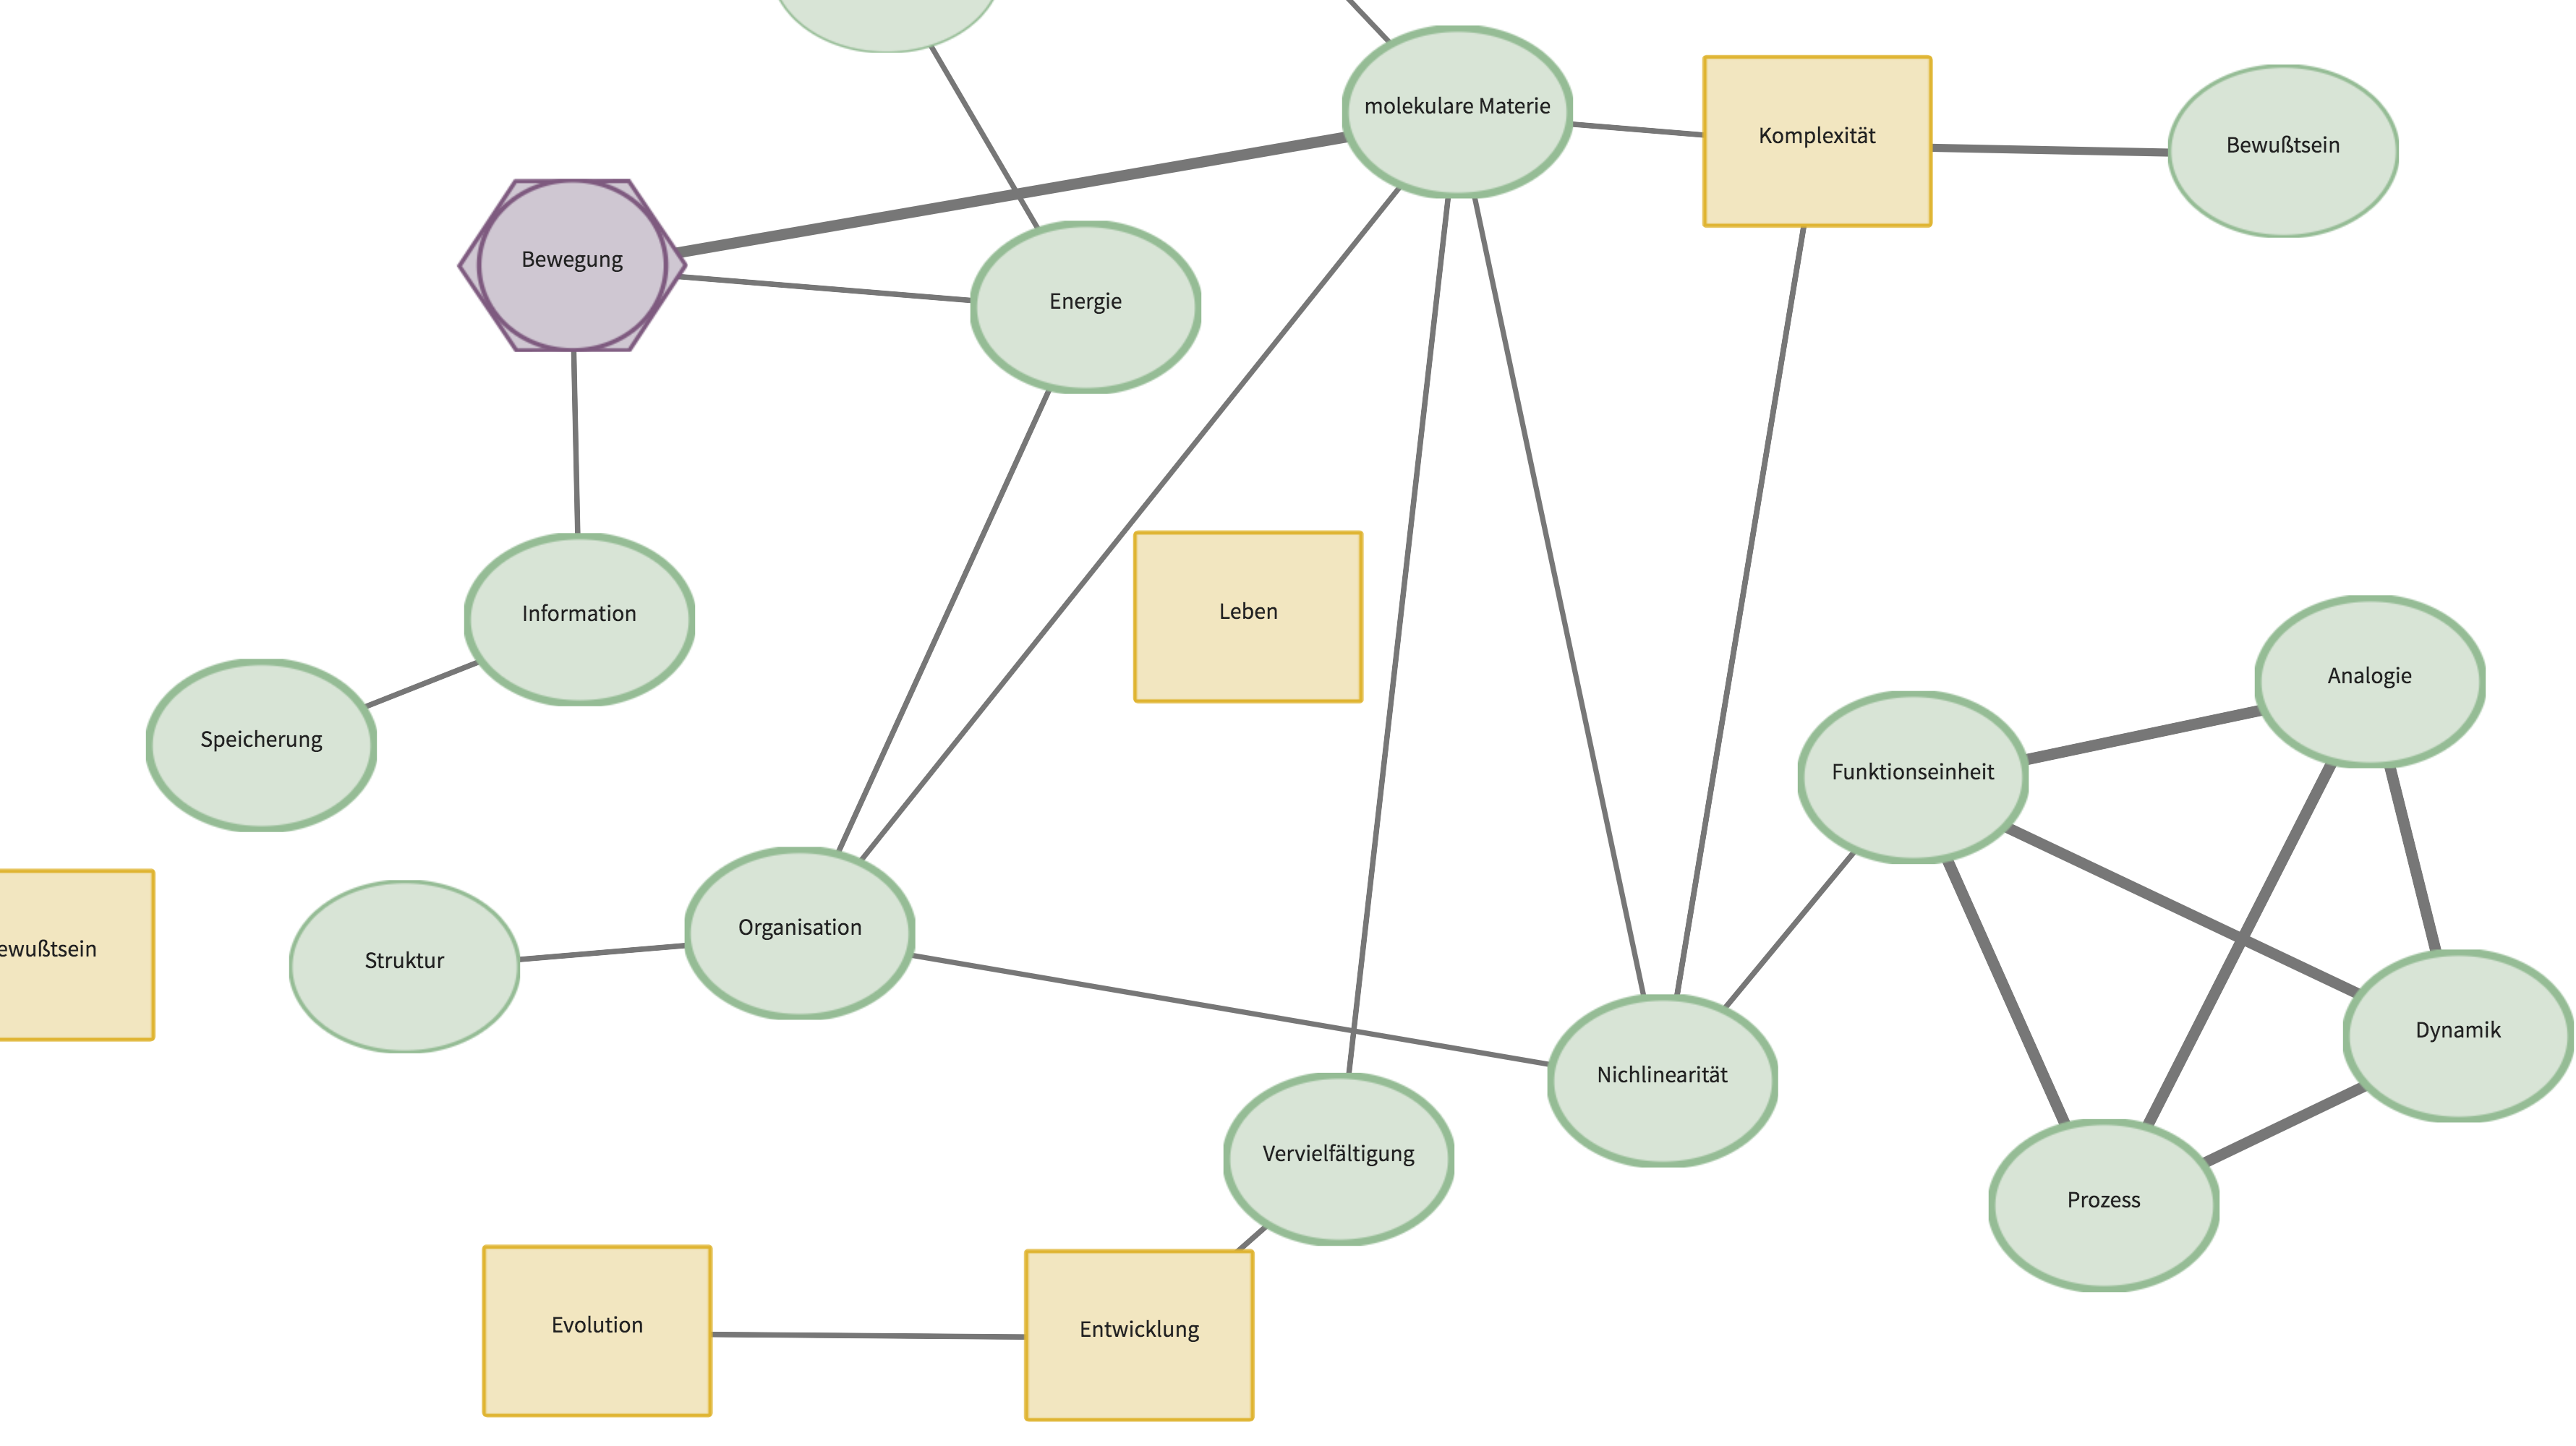 molekulare Materie
Komplexität
Bewußtsein
Bewegung
Energie
Information
Leben
Analogie
Speicherung
Funktionseinheit
Organisation
ewußtsein
Struktur
Dynamik
Nichlinearität
Vervielfältigung
Prozess
Evolution
Entwicklung